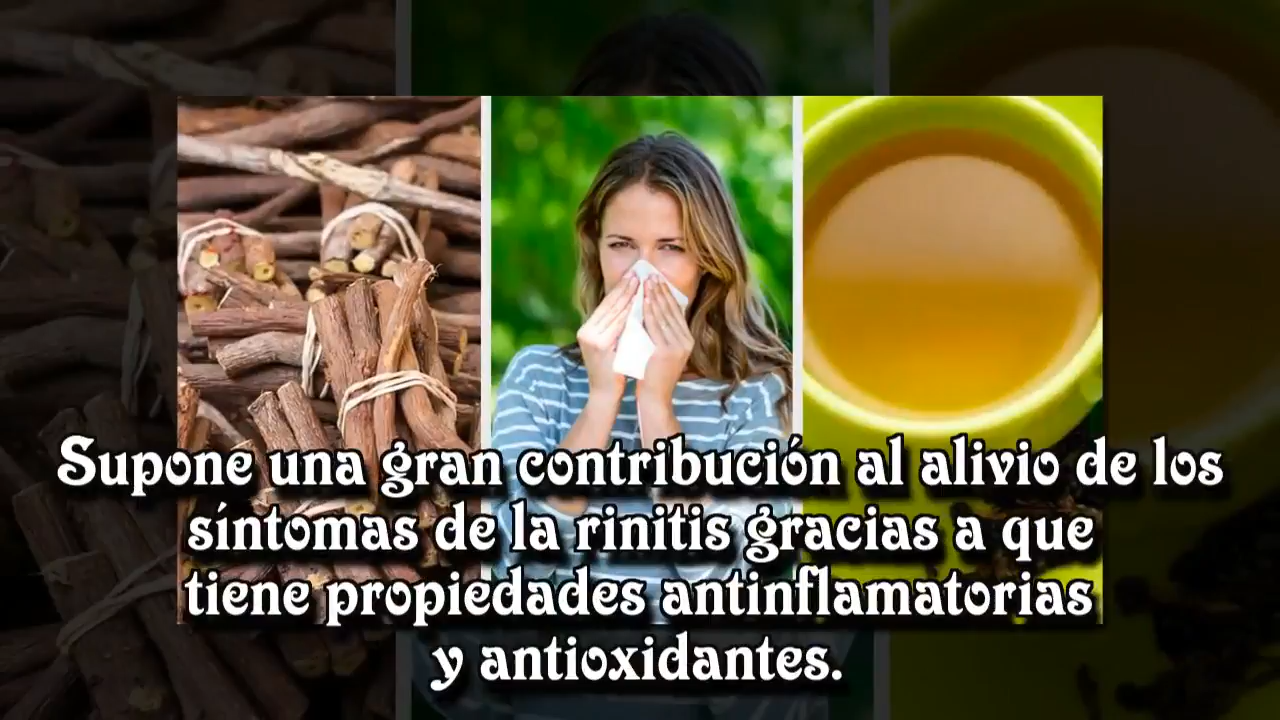 Supone una gran contribución al alivio de los
síntomas de la rinitis gracias a que
tiene propiedades antinflamatorias
y antioxidantes.